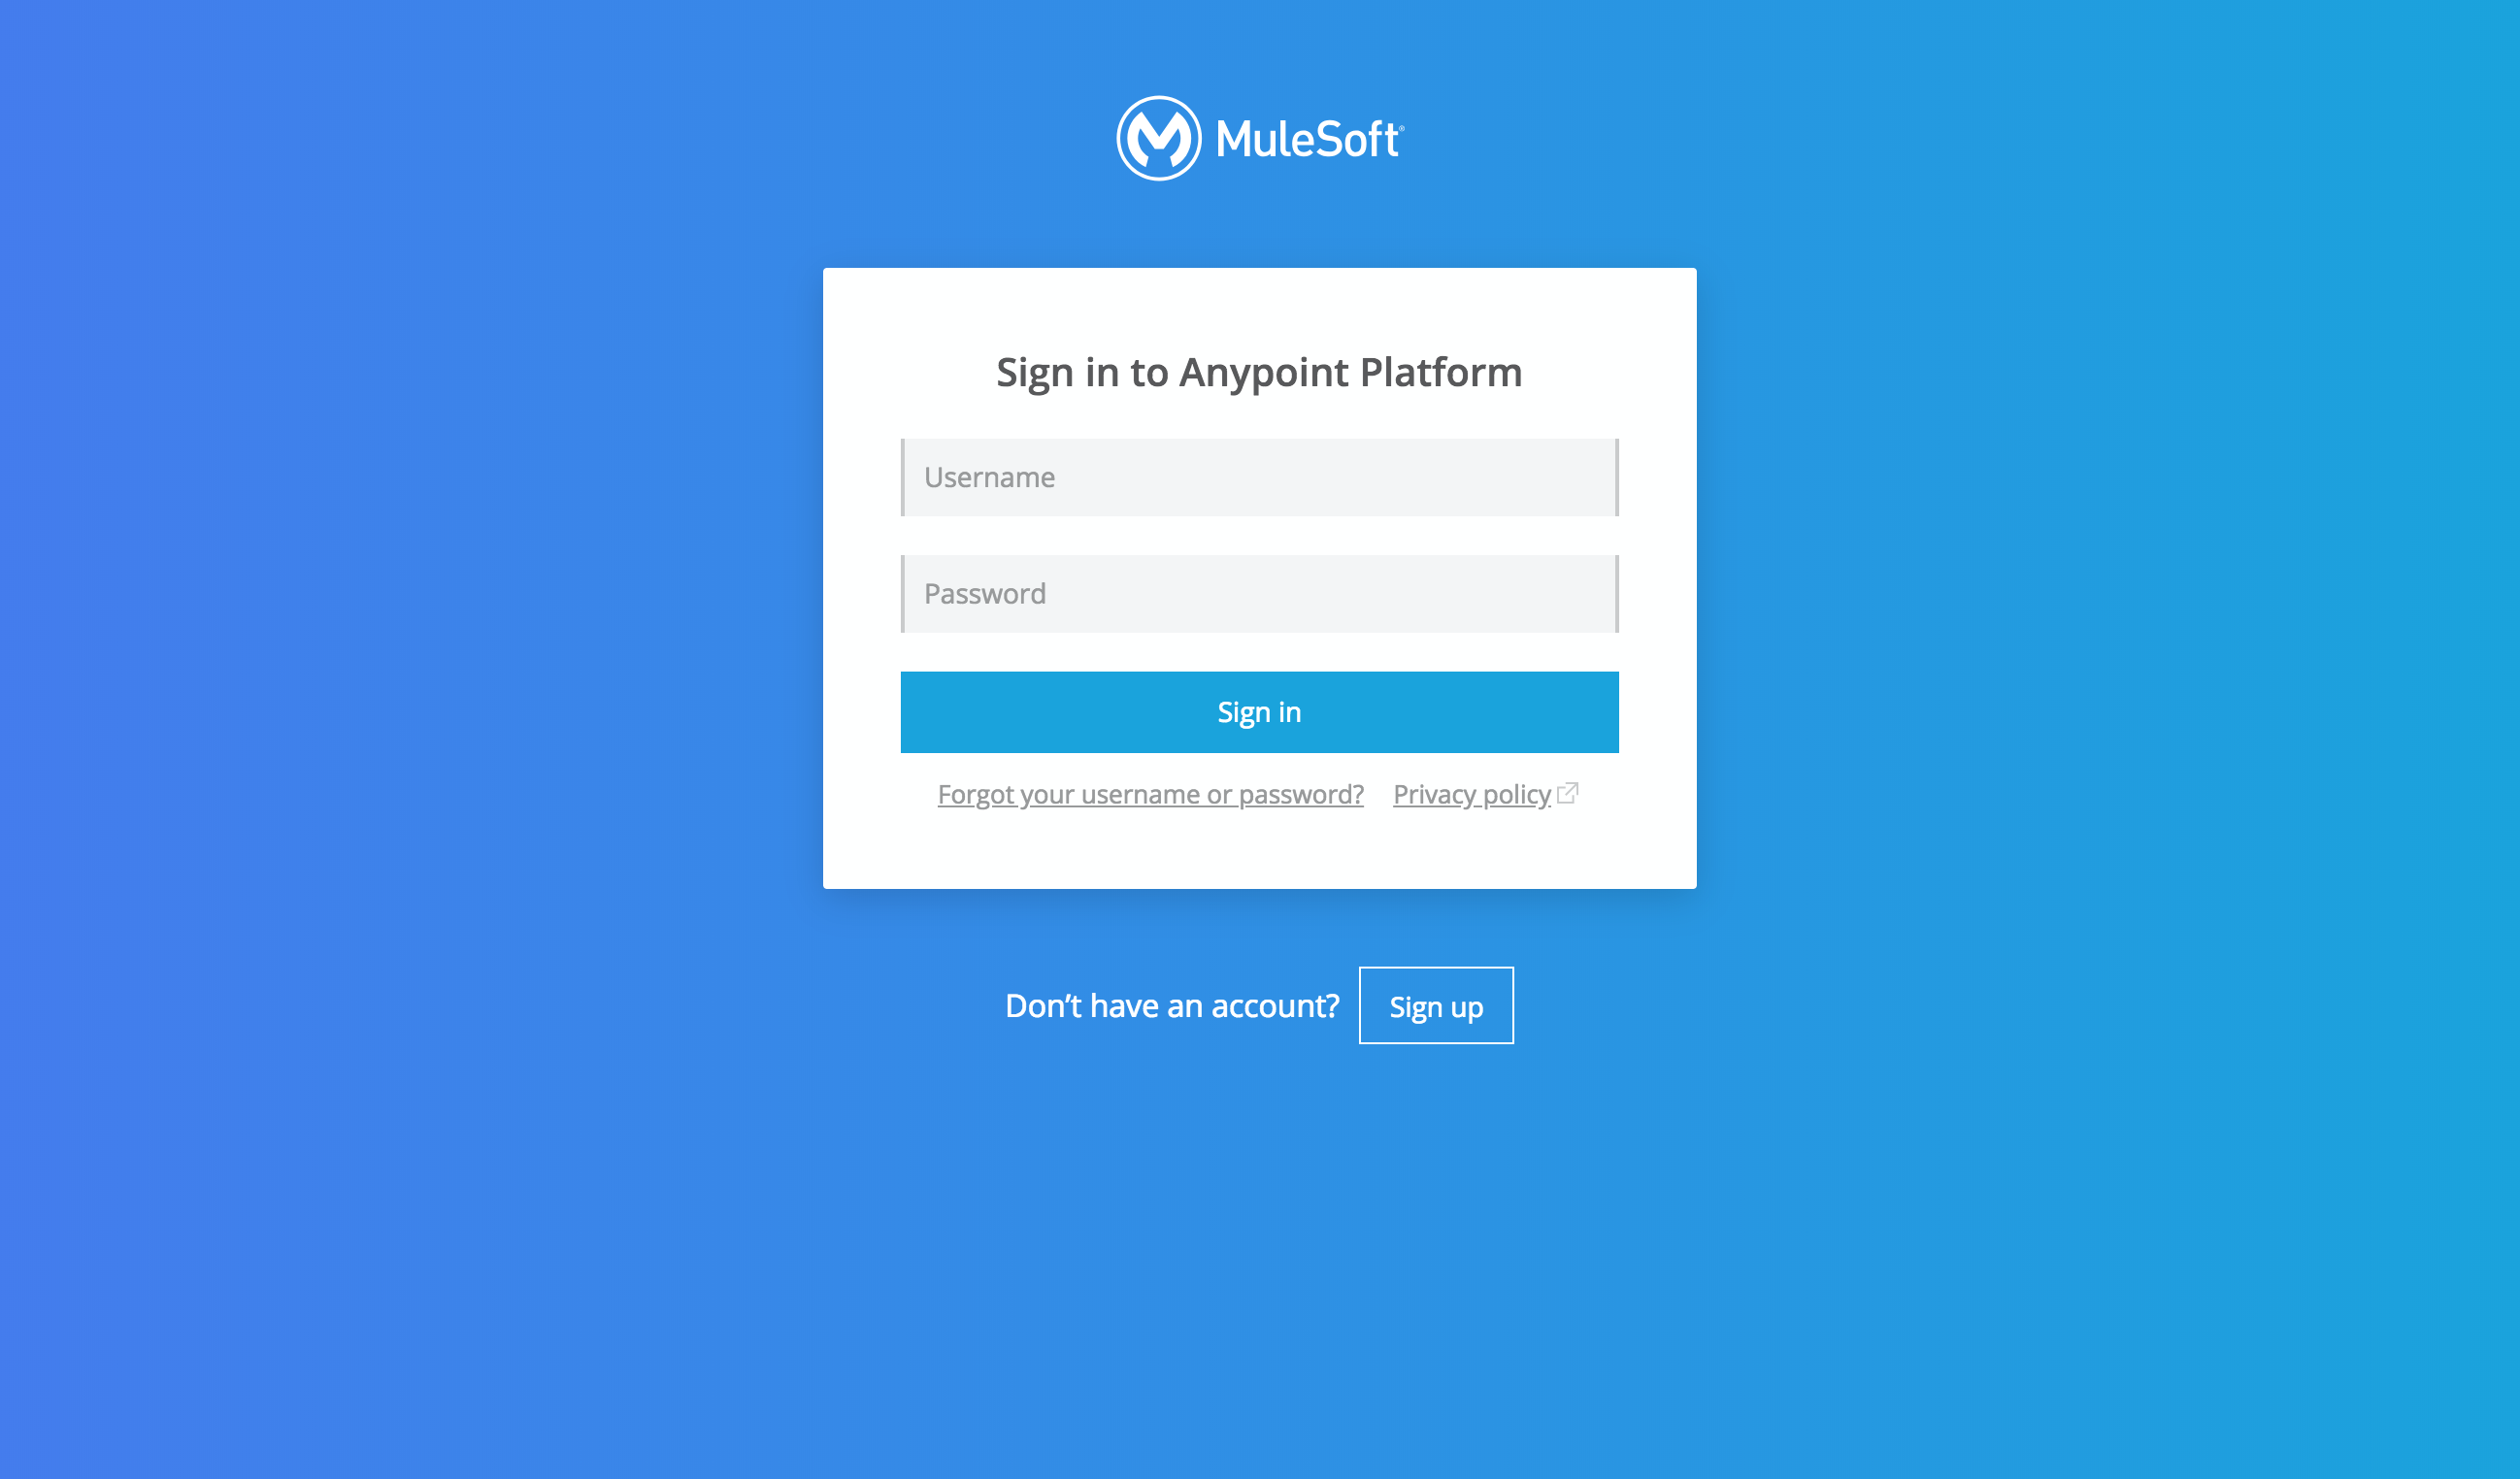 MuleSoft®
Sign in to Anypoint Platform
Username
Password
Sign in
Forgot your username or password? Privacy policy
Don’t have an account? Sign up